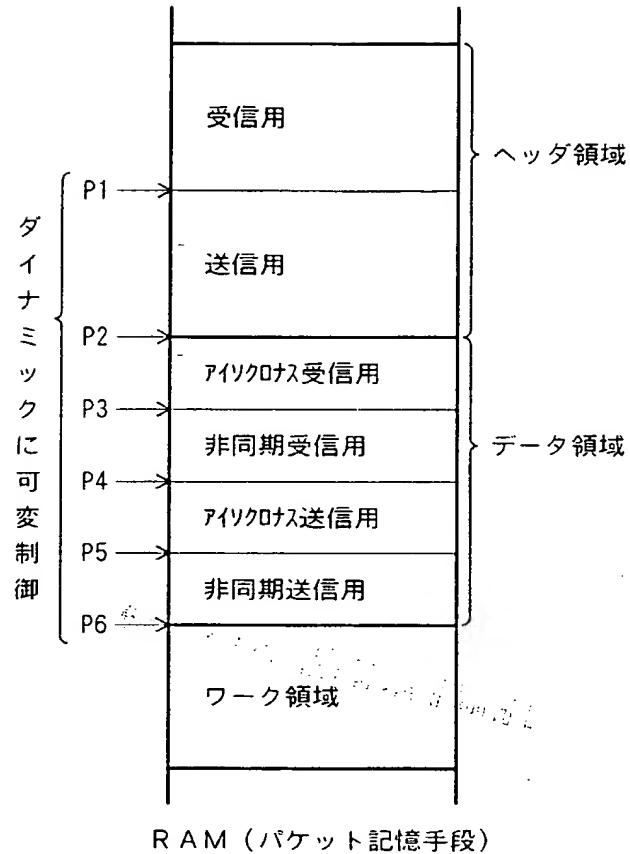 受信用
ヘッダ領域
P1
送信用
P2
アイソクロナス受信用
P3
非同期受信用
データ領域
P4
アイソクロナス送信用
P5
非同期送信用
P6
ワーク領域
ダイナミックに可変制御
RAM（パケット記憶手段）